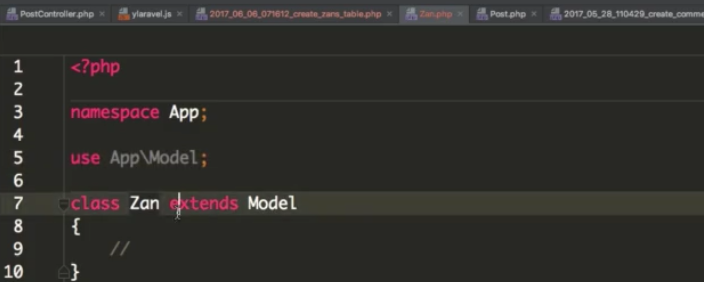 PostController.php × ylaravel.js × 2017_06_06_071612_create_zans_table.php × Zan.php × Post.php × 2017_05_28_110429_create_comme
1 <?php
2
3 namespace App;
4
5 use App\Model;
6
7 class Zan extends Model
8 {
9 //
10 }